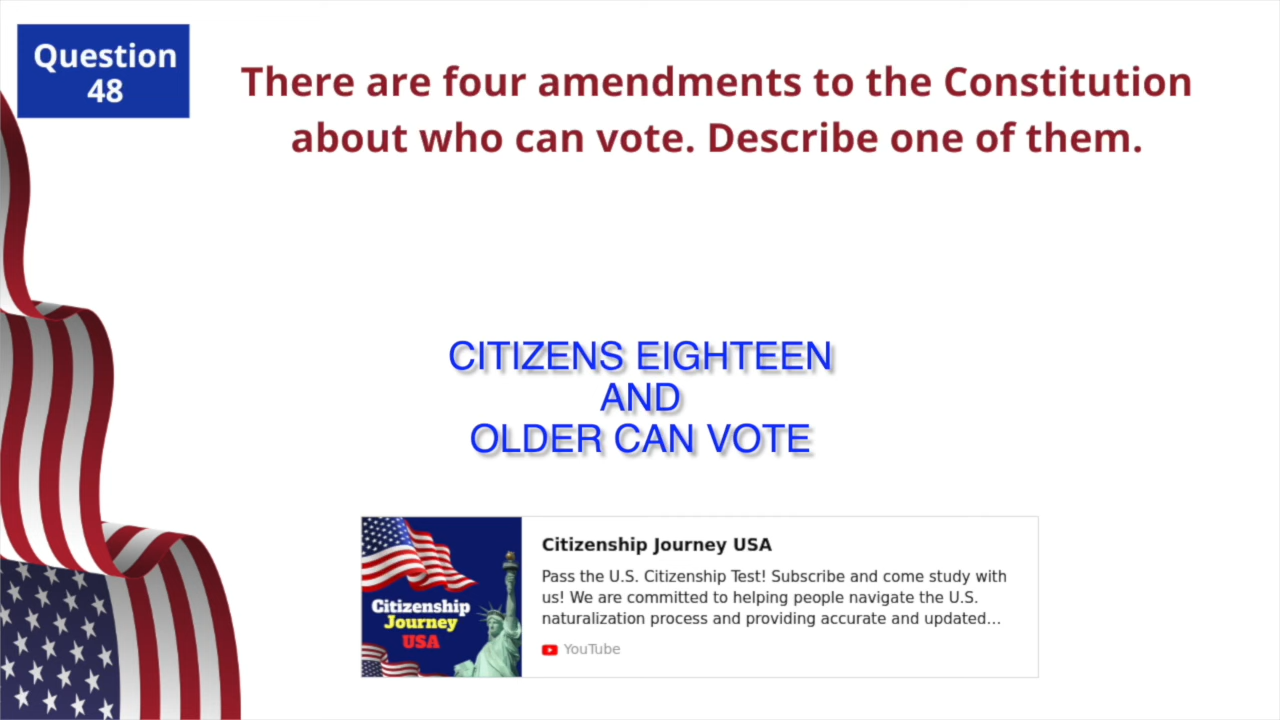 Question
48
There are four amendments to the Constitution
about who can vote. Describe one of them.
CITIZENS EIGHTEEN
AND
OLDER CAN VOTE
Citizenship
Journey
USA
Citizenship Journey USA
Pass the U.S. Citizenship Test! Subscribe and come study with
us! We are committed to helping people navigate the U.S.
naturalization process and providing accurate and updated...
YouTube